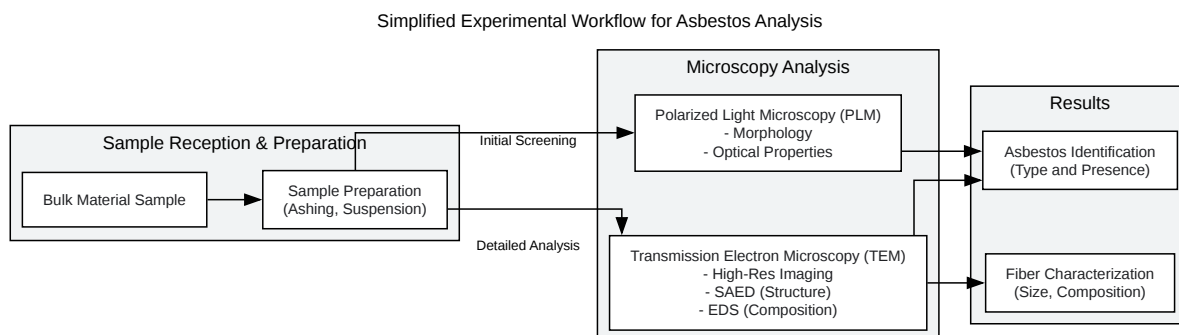 Simplified Experimental Workflow for Asbestos Analysis
Sample Reception & Preparation
Bulk Material Sample
Sample Preparation
(Ashing, Suspension)
Initial Screening
Detailed Analysis
Microscopy Analysis
Polarized Light Microscopy (PLM)
- Morphology
- Optical Properties
Transmission Electron Microscopy (TEM)
- High-Res Imaging
- SAED (Structure)
- EDS (Composition)
Results
Asbestos Identification
(Type and Presence)
Fiber Characterization
(Size, Composition)